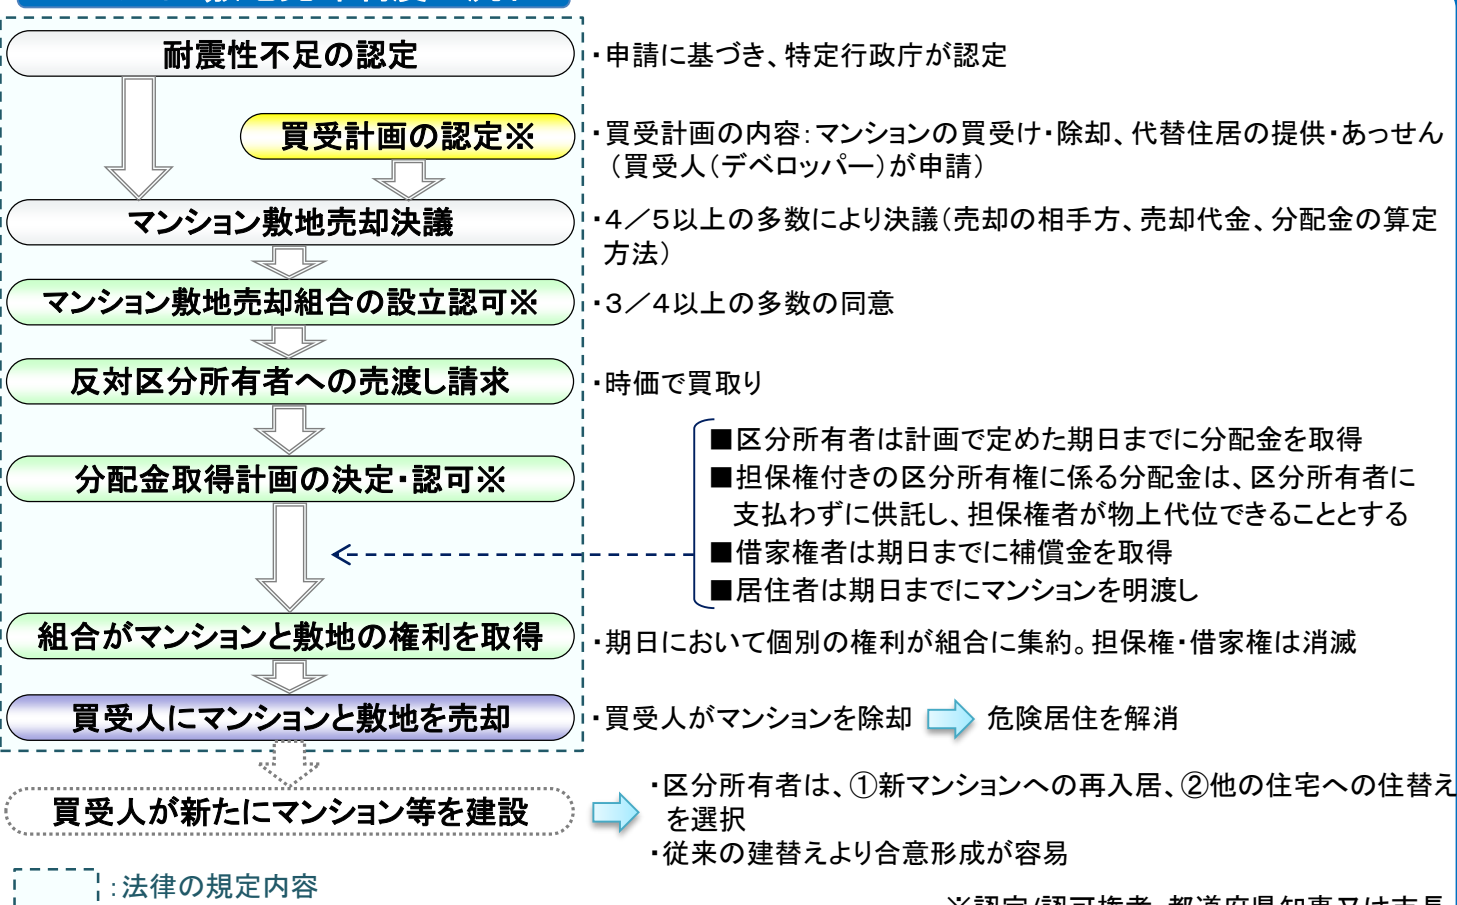 耐震性不足の認定
・申請に基づき、特定行政庁が認定
買受計画の認定※
・買受計画の内容：マンションの買受け・除却、代替住居の提供・あっせん
（買受人（デベロッパー）が申請）
マンション敷地売却決議
・４／５以上の多数により決議（売却の相手方、売却代金、分配金の算定
方法）
マンション敷地売却組合の設立認可※
・３／４以上の多数の同意
反対区分所有者への売渡し請求
・時価で買取り
■区分所有者は計画で定めた期日までに分配金を取得
■担保権付きの区分所有権に係る分配金は、区分所有者に
支払わずに供託し、担保権者が物上代位できることとする
■借家権者は期日までに補償金を取得
■居住者は期日までにマンションを明渡し
分配金取得計画の決定・認可※
組合がマンションと敷地の権利を取得
・期日において個別の権利が組合に集約。担保権・借家権は消滅
買受人にマンションと敷地を売却
・買受人がマンションを除却
危険居住を解消
買受人が新たにマンション等を建設
・区分所有者は、①新マンションへの再入居、②他の住宅への住替え
を選択
・従来の建替えより合意形成が容易
：法律の規定内容
※認定/認可権者 都道府県知事又は市長